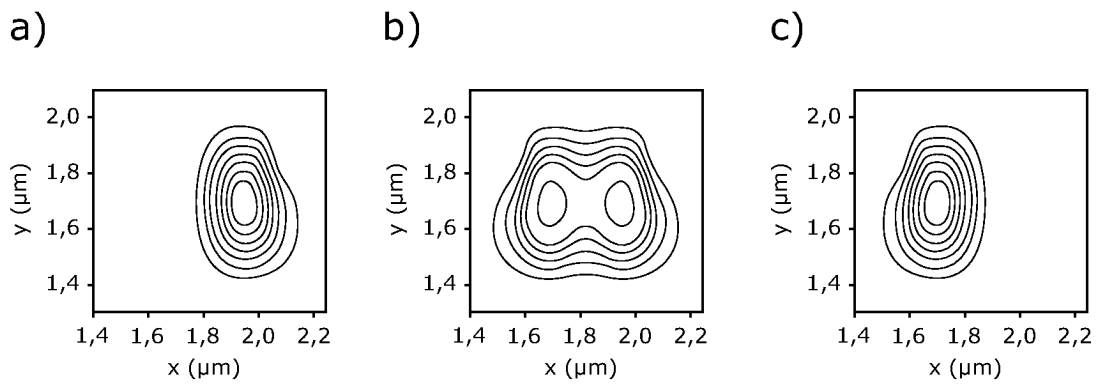 a) b) c)
2,0 2,0 2,0
1,8 1,8 1,8
y (µm) y (µm) y (µm)
1,6 1,6 1,6
1,4 1,4 1,4
1,4 1,6 1,8 2,0 2,2 1,4 1,6 1,8 2,0 2,2 1,4 1,6 1,8 2,0 2,2
x (µm) x (µm) x (µm)